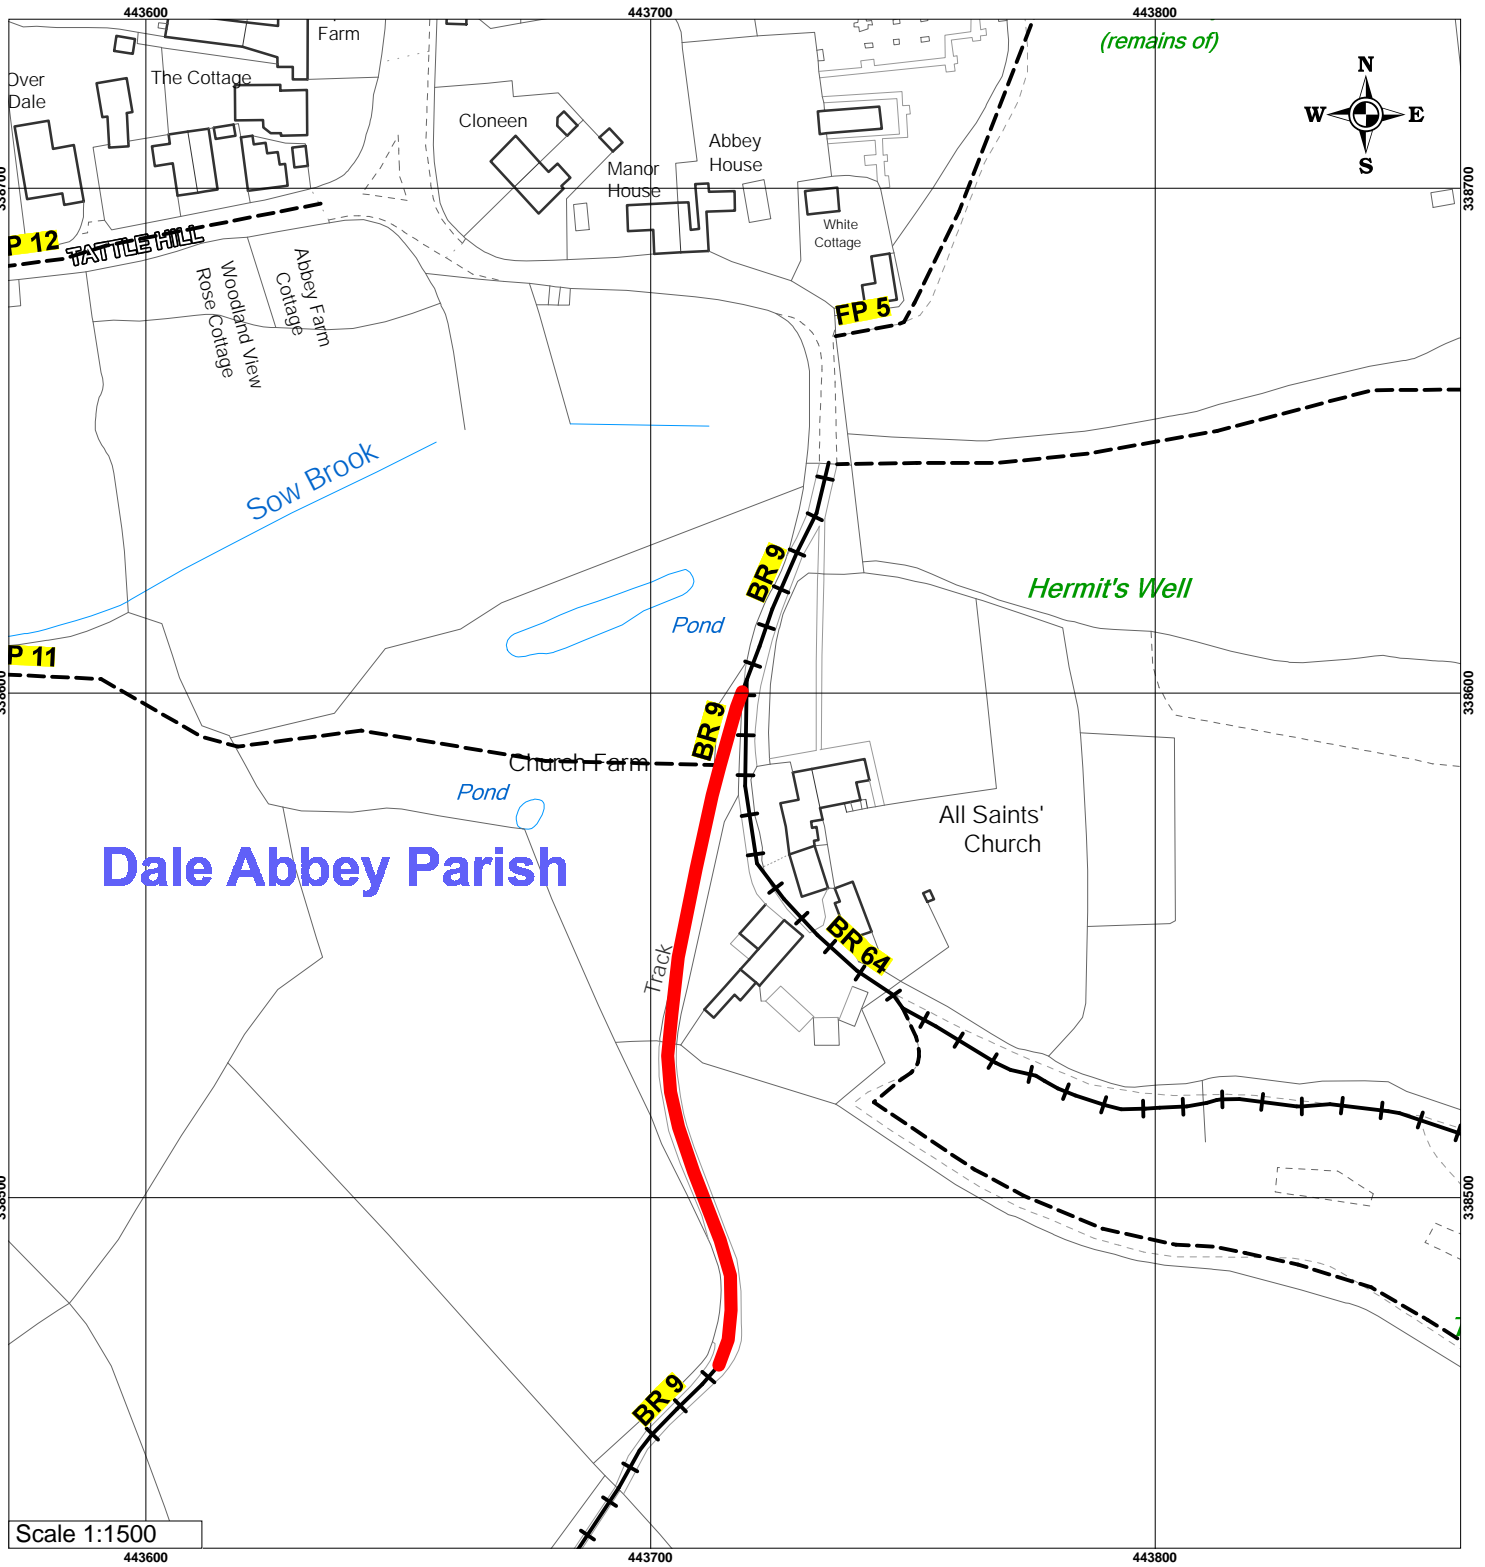 443600
443700
443800
Farm
(remains of)
N
W E
S
Over
Dale
The Cottage
Cloneen
Abbey
House
Manor
House
338700
338700
White
Cottage
P 12
TATTLE HILL
Abbey Farm
Cottage
Woodland View
Rose Cottage
FP 5
Sow Brook
BR 9
Hermit's Well
Pond
P 11
338600
338600
BR 9
Church Farm
Pond
All Saints'
Church
Dale Abbey Parish
BR 64
Track
338500
338500
BR 9
Scale 1:1500
443600
443700
443800